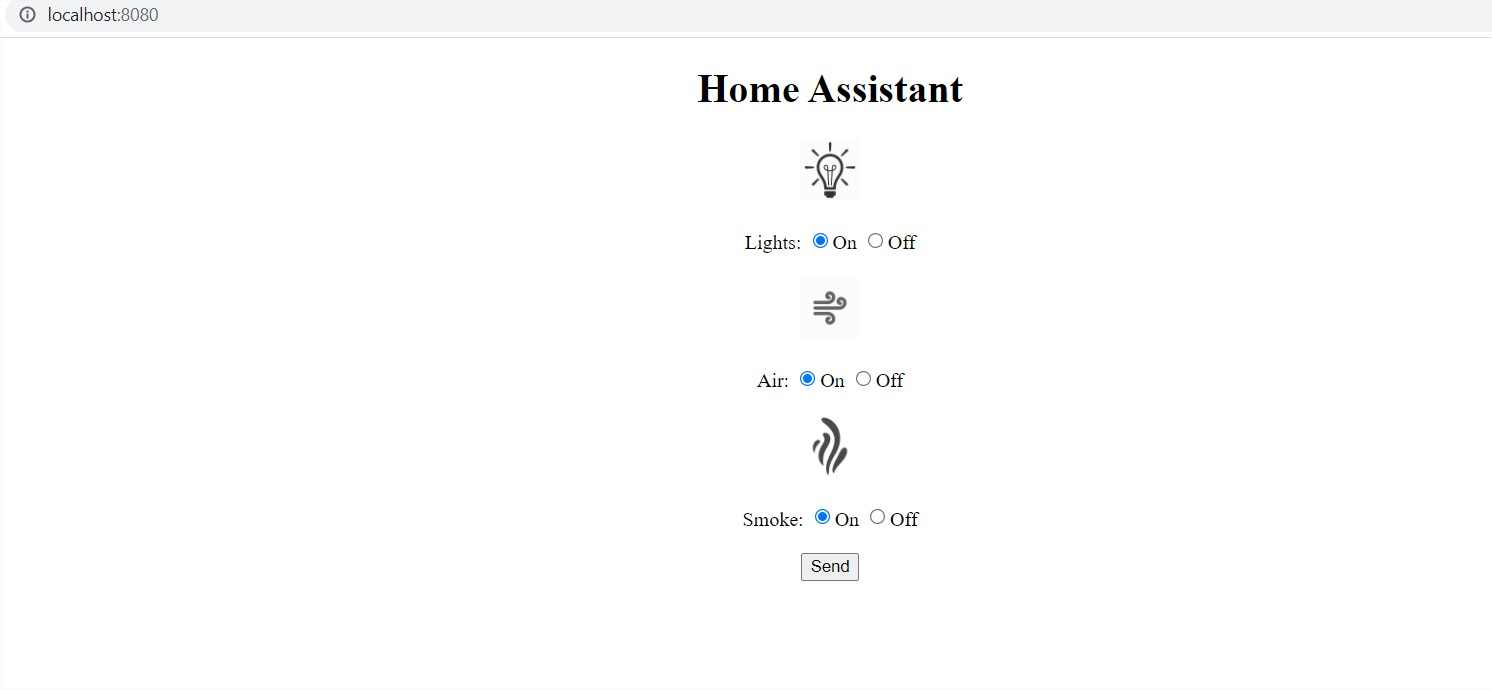 localhost:8080
Home Assistant
Lights: On Off
Air: On Off
Smoke: On Off
Send